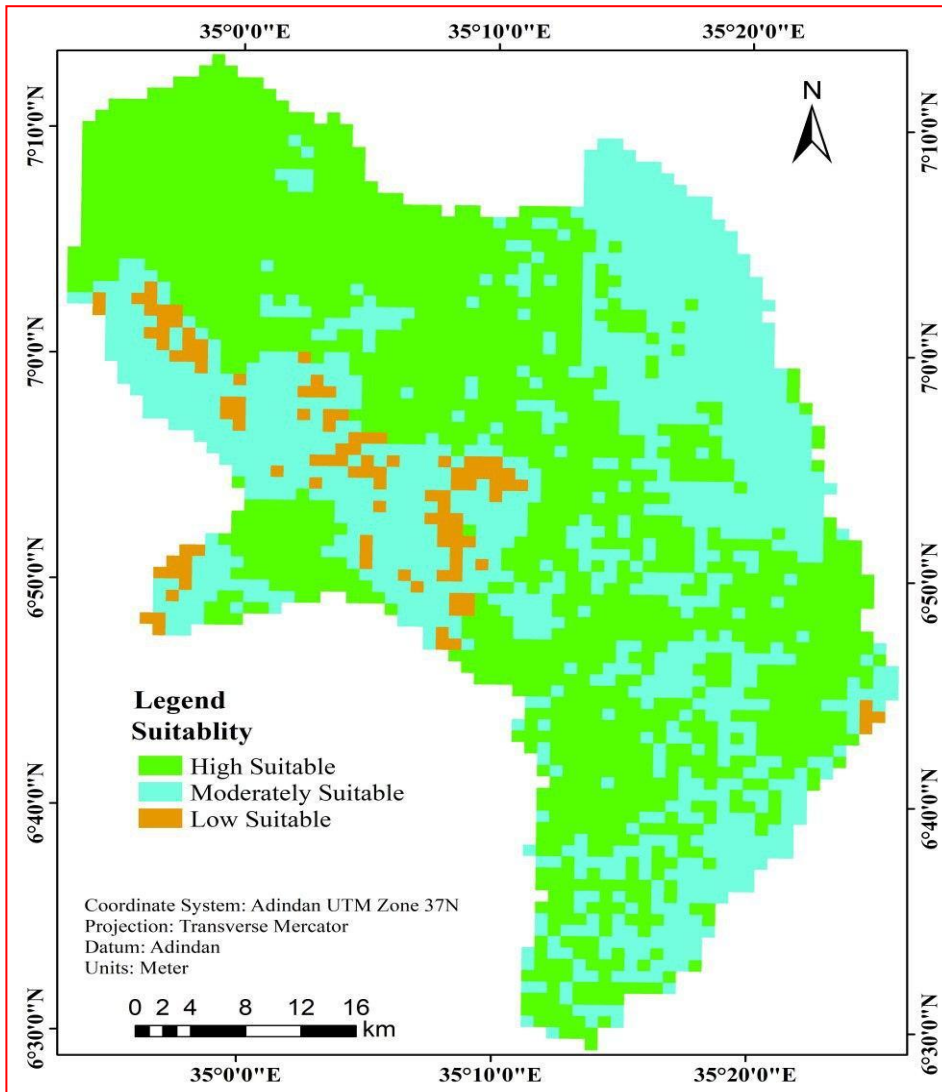 35°0'0"E 35°10'0"E 35°20'0"E
N
7°10'0"N 7°10'0"N
7°0'0"N 7°0'0"N
6°50'0"N 6°50'0"N
Legend
Suitablity
High Suitable
Moderately Suitable
Low Suitable
6°40'0"N 6°40'0"N
Coordinate System: Adindan UTM Zone 37N
Projection: Transverse Mercator
Datum: Adindan
Units: Meter
0 2 4 8 12 16
km
6°30'0"N 6°30'0"N
35°0'0"E 35°10'0"E 35°20'0"E